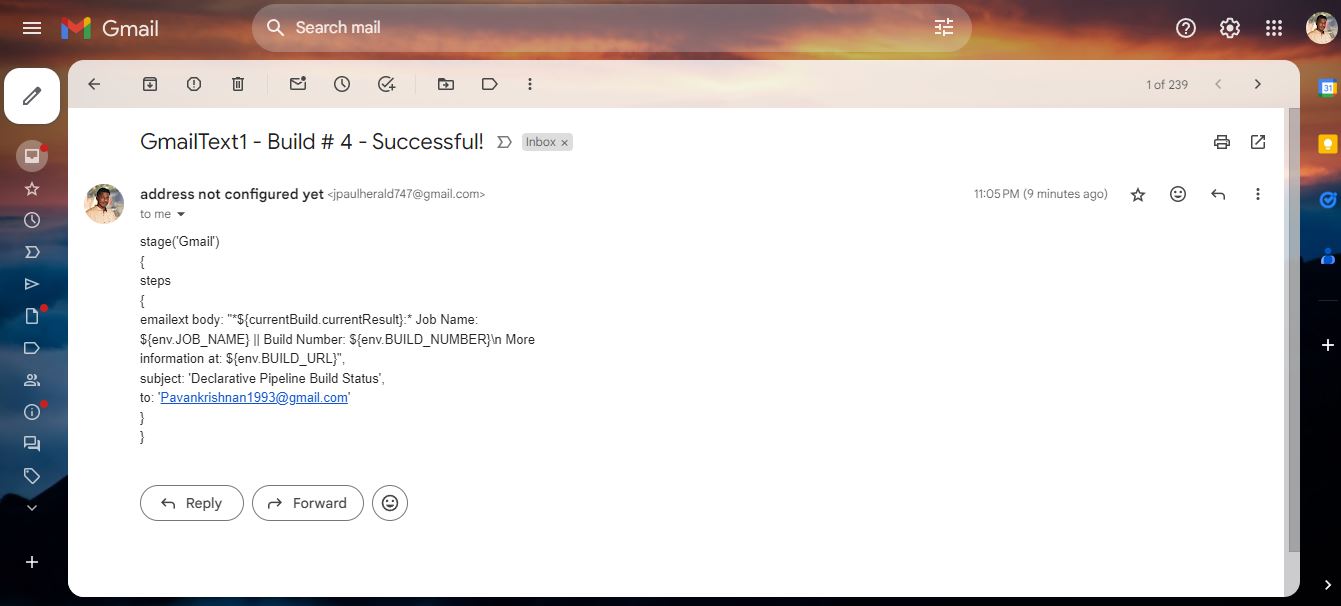 Gmail
Search mail
1 of 239
31
GmailText1 - Build # 4 - Successful!
Inbox ×
address not configured yet <jpaulherald747@gmail.com>
11:05 PM (9 minutes ago)
to me
stage('Gmail')
{
steps
{
emailext body: "*${currentBuild.currentResult}:* Job Name:
${env.JOB_NAME} || Build Number: ${env.BUILD_NUMBER}\n More
information at: ${env.BUILD_URL}",
subject: 'Declarative Pipeline Build Status',
to: 'Pavankrishnan1993@gmail.com'
}
}
Reply
Forward